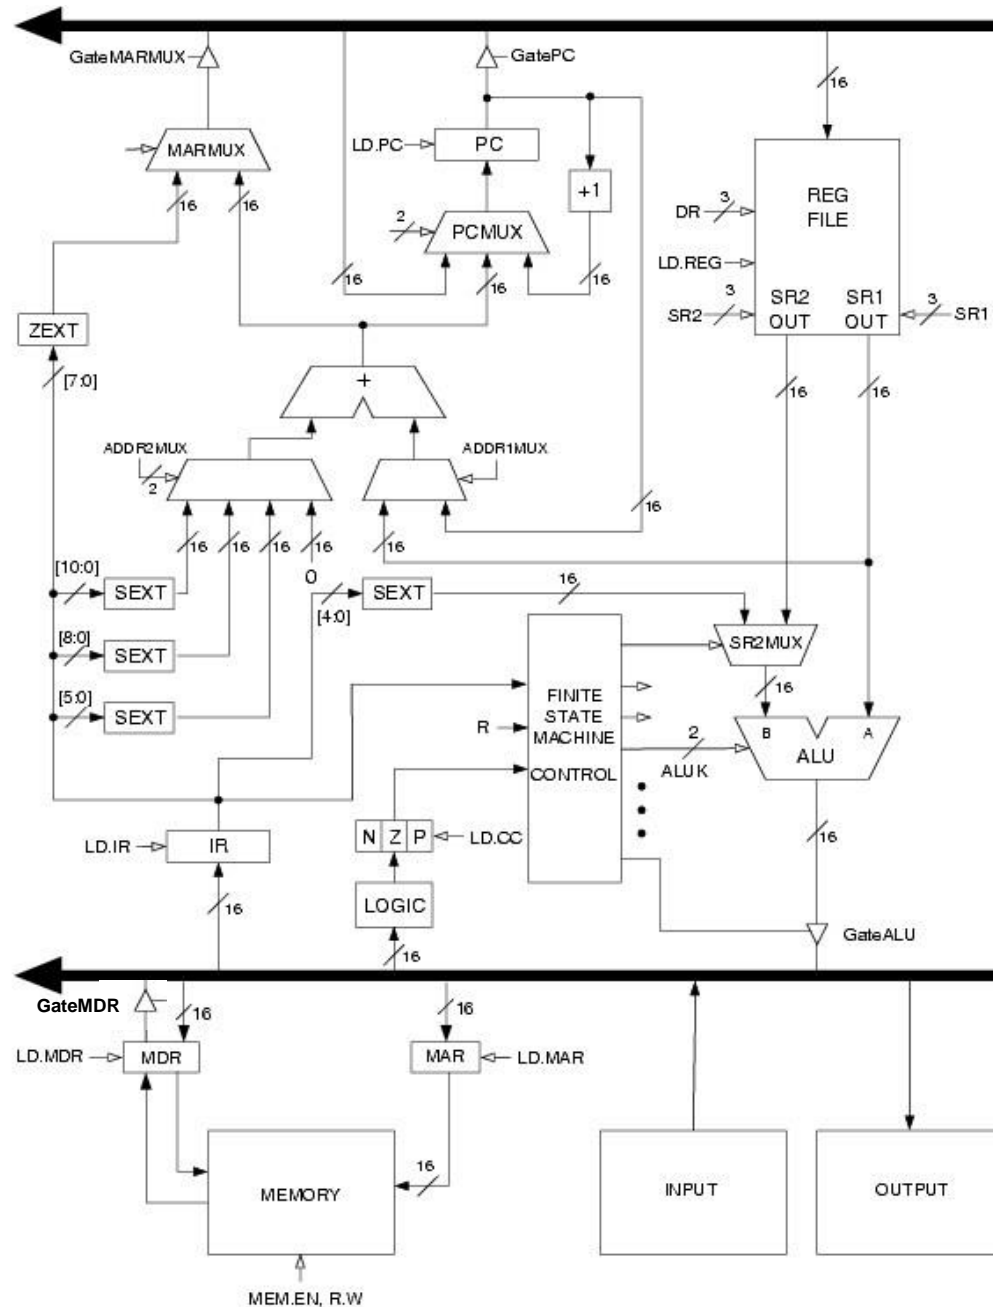 GateMARMUX
GatePC
16
MARMUX
LD.PC
PC
16
16
+1
REG
FILE
DR
3
2
PCMUX
LD.REG
16
16
16
SR2
3
SR2
OUT
SR1
OUT
3
SR1
ZEXT
[7:0]
+
16
16
ADDR2MUX
2
ADDR1MUX
16
16
16
16
16
16
0
[10:0]
SEXT
[4:0]
SEXT
16
[8:0]
SEXT
SR2MUX
16
[5:0]
SEXT
R
FINITE
STATE
MACHINE
CONTROL
2
ALUK
B
A
ALU
N Z P
LD.CC
16
LD.IR
IR
16
LOGIC
16
GateALU
GateMDR
16
16
LD.MDR
MDR
MAR
LD.MAR
16
MEMORY
INPUT
OUTPUT
MEM.EN, R.W